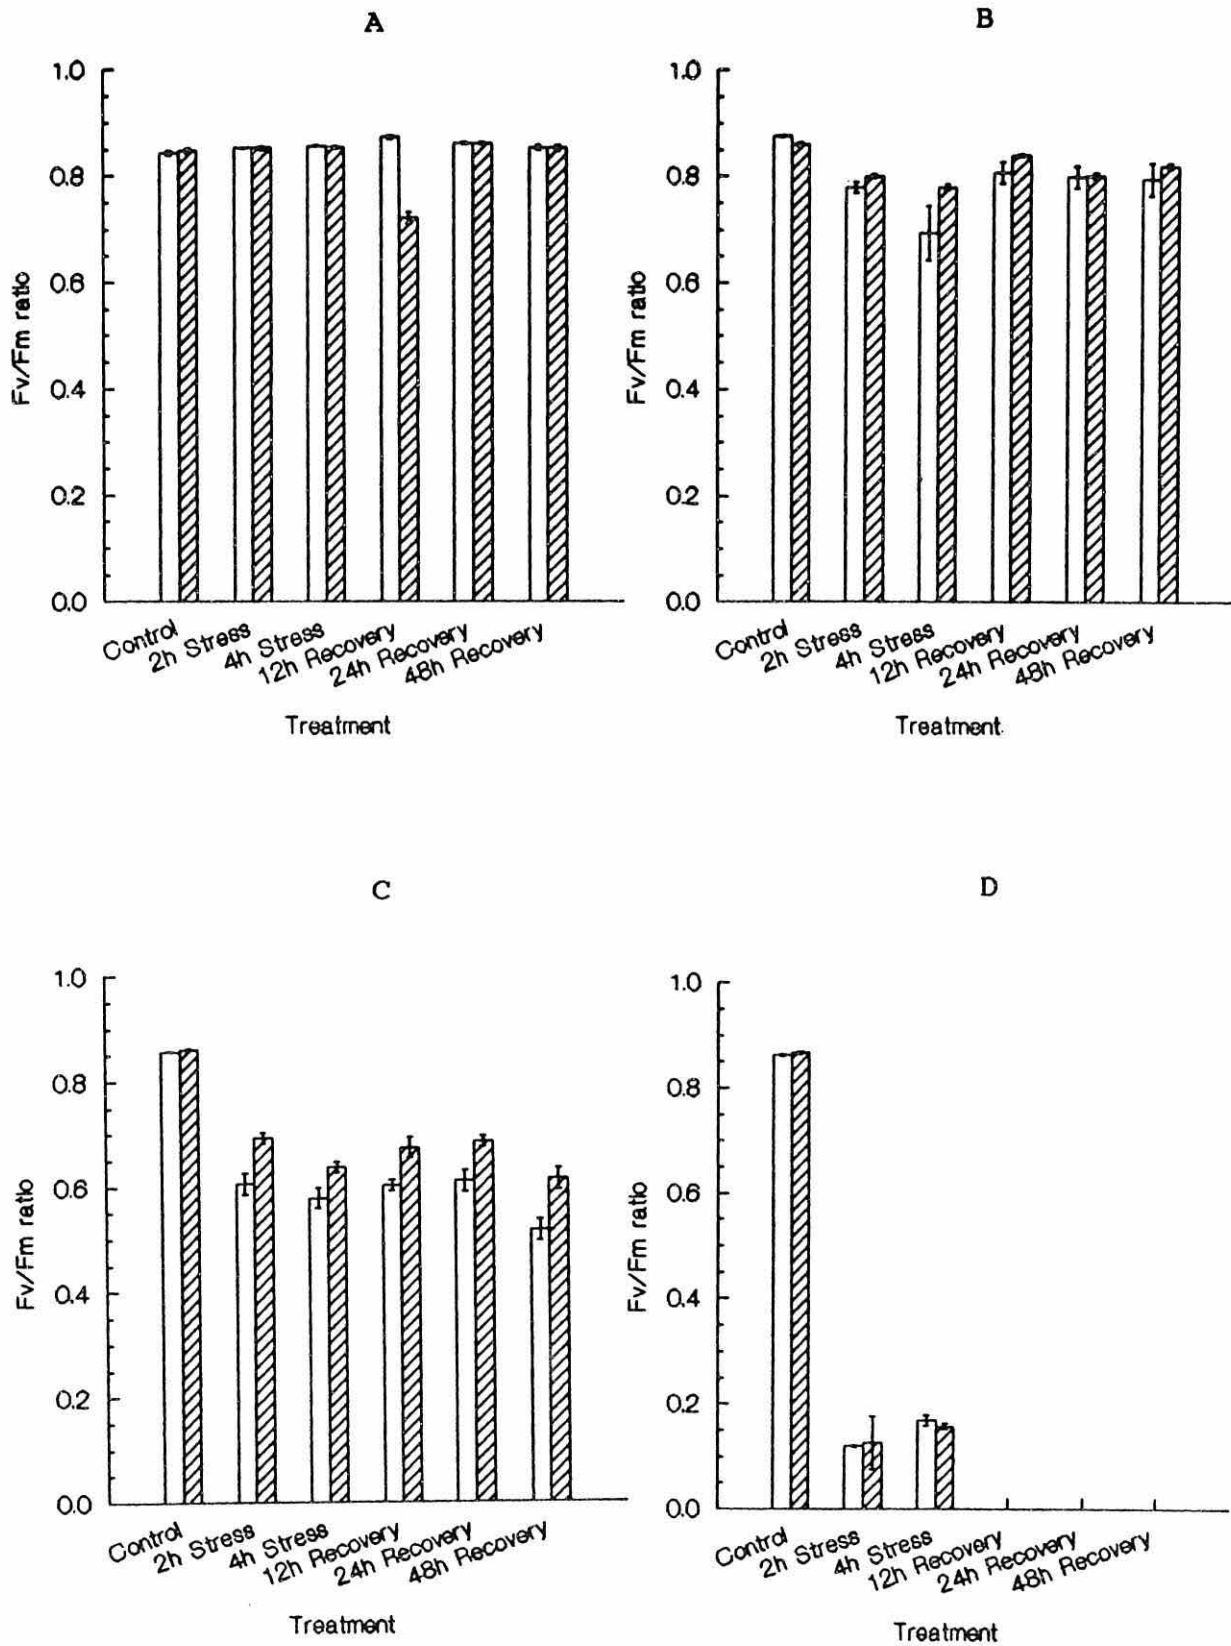 A
1.0
0.8
0.6
0.4
0.2
0.0
Fv/Fm ratio
Control
2h Stress
4h Stress
12h Recovery
24h Recovery
48h Recovery
Treatment
B
1.0
0.8
0.6
0.4
0.2
0.0
Fv/Fm ratio
Control
2h Stress
4h Stress
12h Recovery
24h Recovery
48h Recovery
Treatment
C
1.0
0.8
0.6
0.4
0.2
0.0
Fv/Fm ratio
Control
2h Stress
4h Stress
12h Recovery
24h Recovery
48h Recovery
Treatment
D
1.0
0.8
0.6
0.4
0.2
0.0
Fv/Fm ratio
Control
2h Stress
4h Stress
12h Recovery
24h Recovery
48h Recovery
Treatment